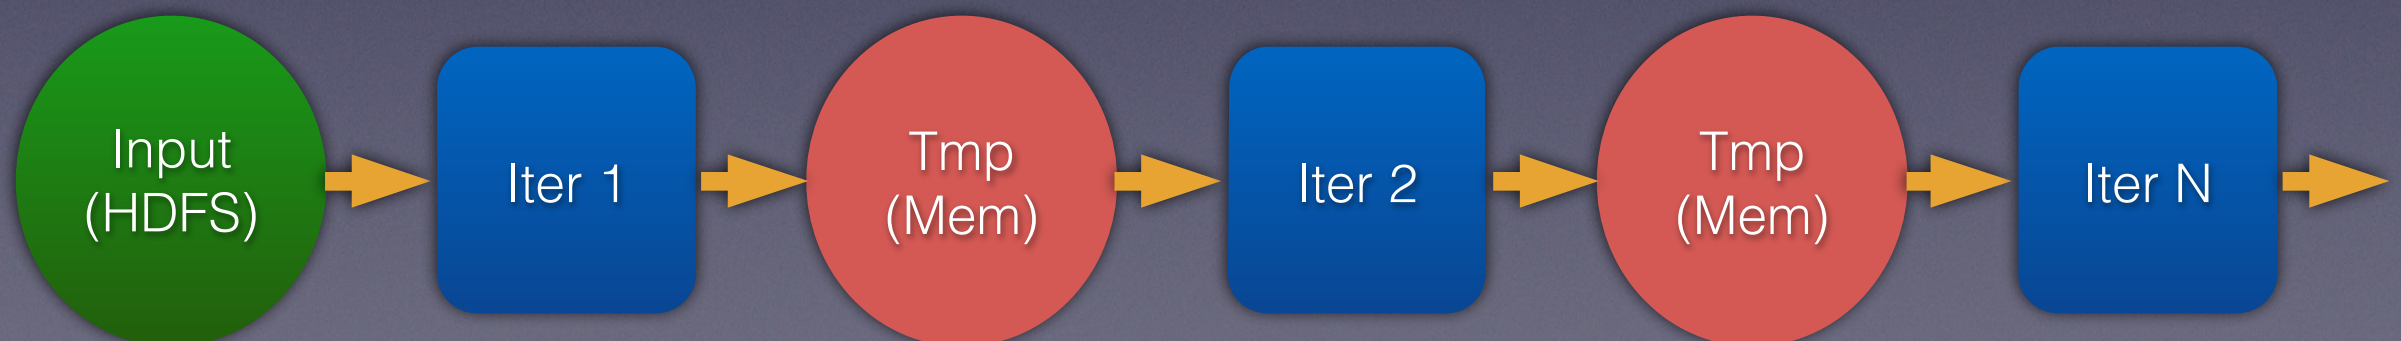 Input
(HDFS)
Iter 1
Tmp
(Mem)
Iter 2
Tmp
(Mem)
Iter N